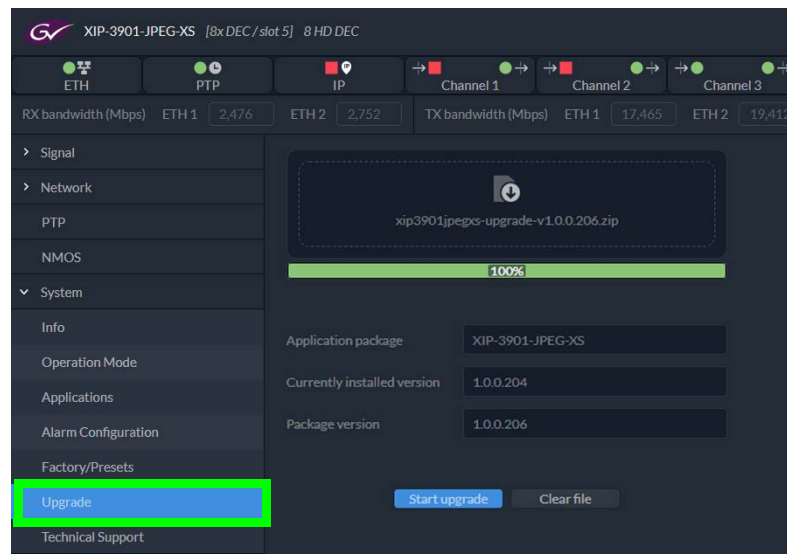 GV XIP-3901-JPEG-XS [8x DEC / slot 5] 8 HD DEC
ETH PTP IP Channel 1 Channel 2 Channel 3
RX bandwidth (Mbps) ETH 1 2,476 ETH 2 2,752 TX bandwidth (Mbps) ETH 1 17,465 ETH 2 19,412
Signal
Network
PTP
NMOS
System
Info
Operation Mode
Applications
Alarm Configuration
Factory/Presets
Upgrade
Technical Support
xip3901jpegxs-upgrade-v1.0.0.206.zip
100%
Application package XIP-3901-JPEG-XS
Currently installed version 1.0.0.204
Package version 1.0.0.206
Start upgrade Clear file